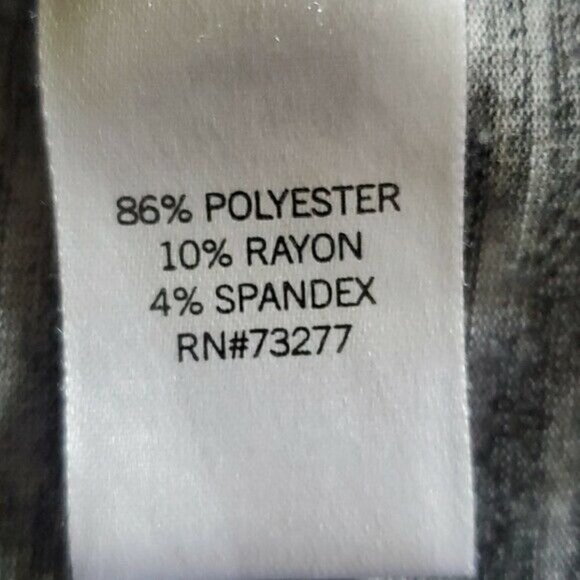 86% POLYESTER
10% RAYON
4% SPANDEX
RN#73277